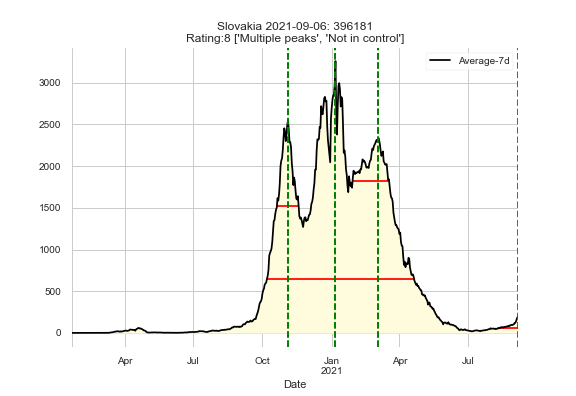 Slovakia 2021-09-06: 396181
Rating:8 ['Multiple peaks', 'Not in control']
Average-7d
3000
2500
2000
1500
1000
500
0
Apr Jul Oct Jan Apr Jul
2021
Date